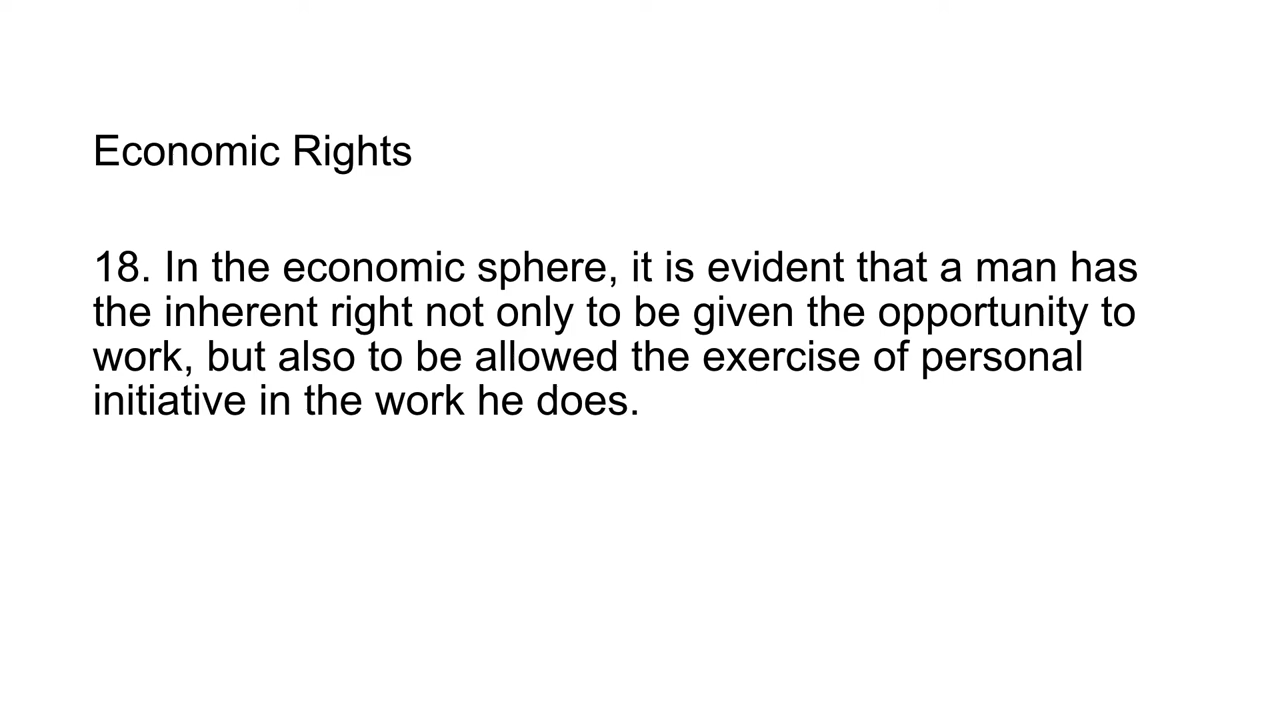 Economic Rights
18. In the economic sphere, it is evident that a man has
the inherent right not only to be given the opportunity to
work, but also to be allowed the exercise of personal
initiative in the work he does.